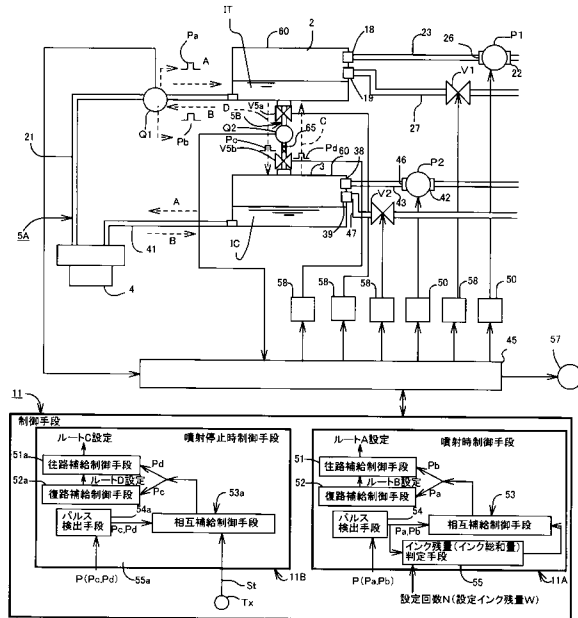 Pa
A
IT
60
2
18
23
26
P1
22
19
V1
27
Q1
B
D
V5a
5B
Q2
65
C
Pb
Pc
V5b
Pd
60
38
3
46
P2
21
5A
A
43
42
V2
B
41
IC
39
47
4
58
58
58
50
58
50
45
57
11
制御手段
ルートC設定
噴射停止時制御手段
51a
往路補給制御手段
Pd
ルートD設定
52a
復路補給制御手段
Pc
53a
54a
パルス検出手段
Pc,Pd
相互補給制御手段
P(Pc,Pd)
55a
St
Tx
11B
ルートA設定
噴射時制御手段
51
往路補給制御手段
Pb
ルートB設定
52
復路補給制御手段
Pa
53
54
パルス検出手段
Pa,Pb
相互補給制御手段
Pa,Pb
インク残量(インク総和量)判定手段
P(Pa,Pb)
55
11A
設定回数N(設定インク残量W)